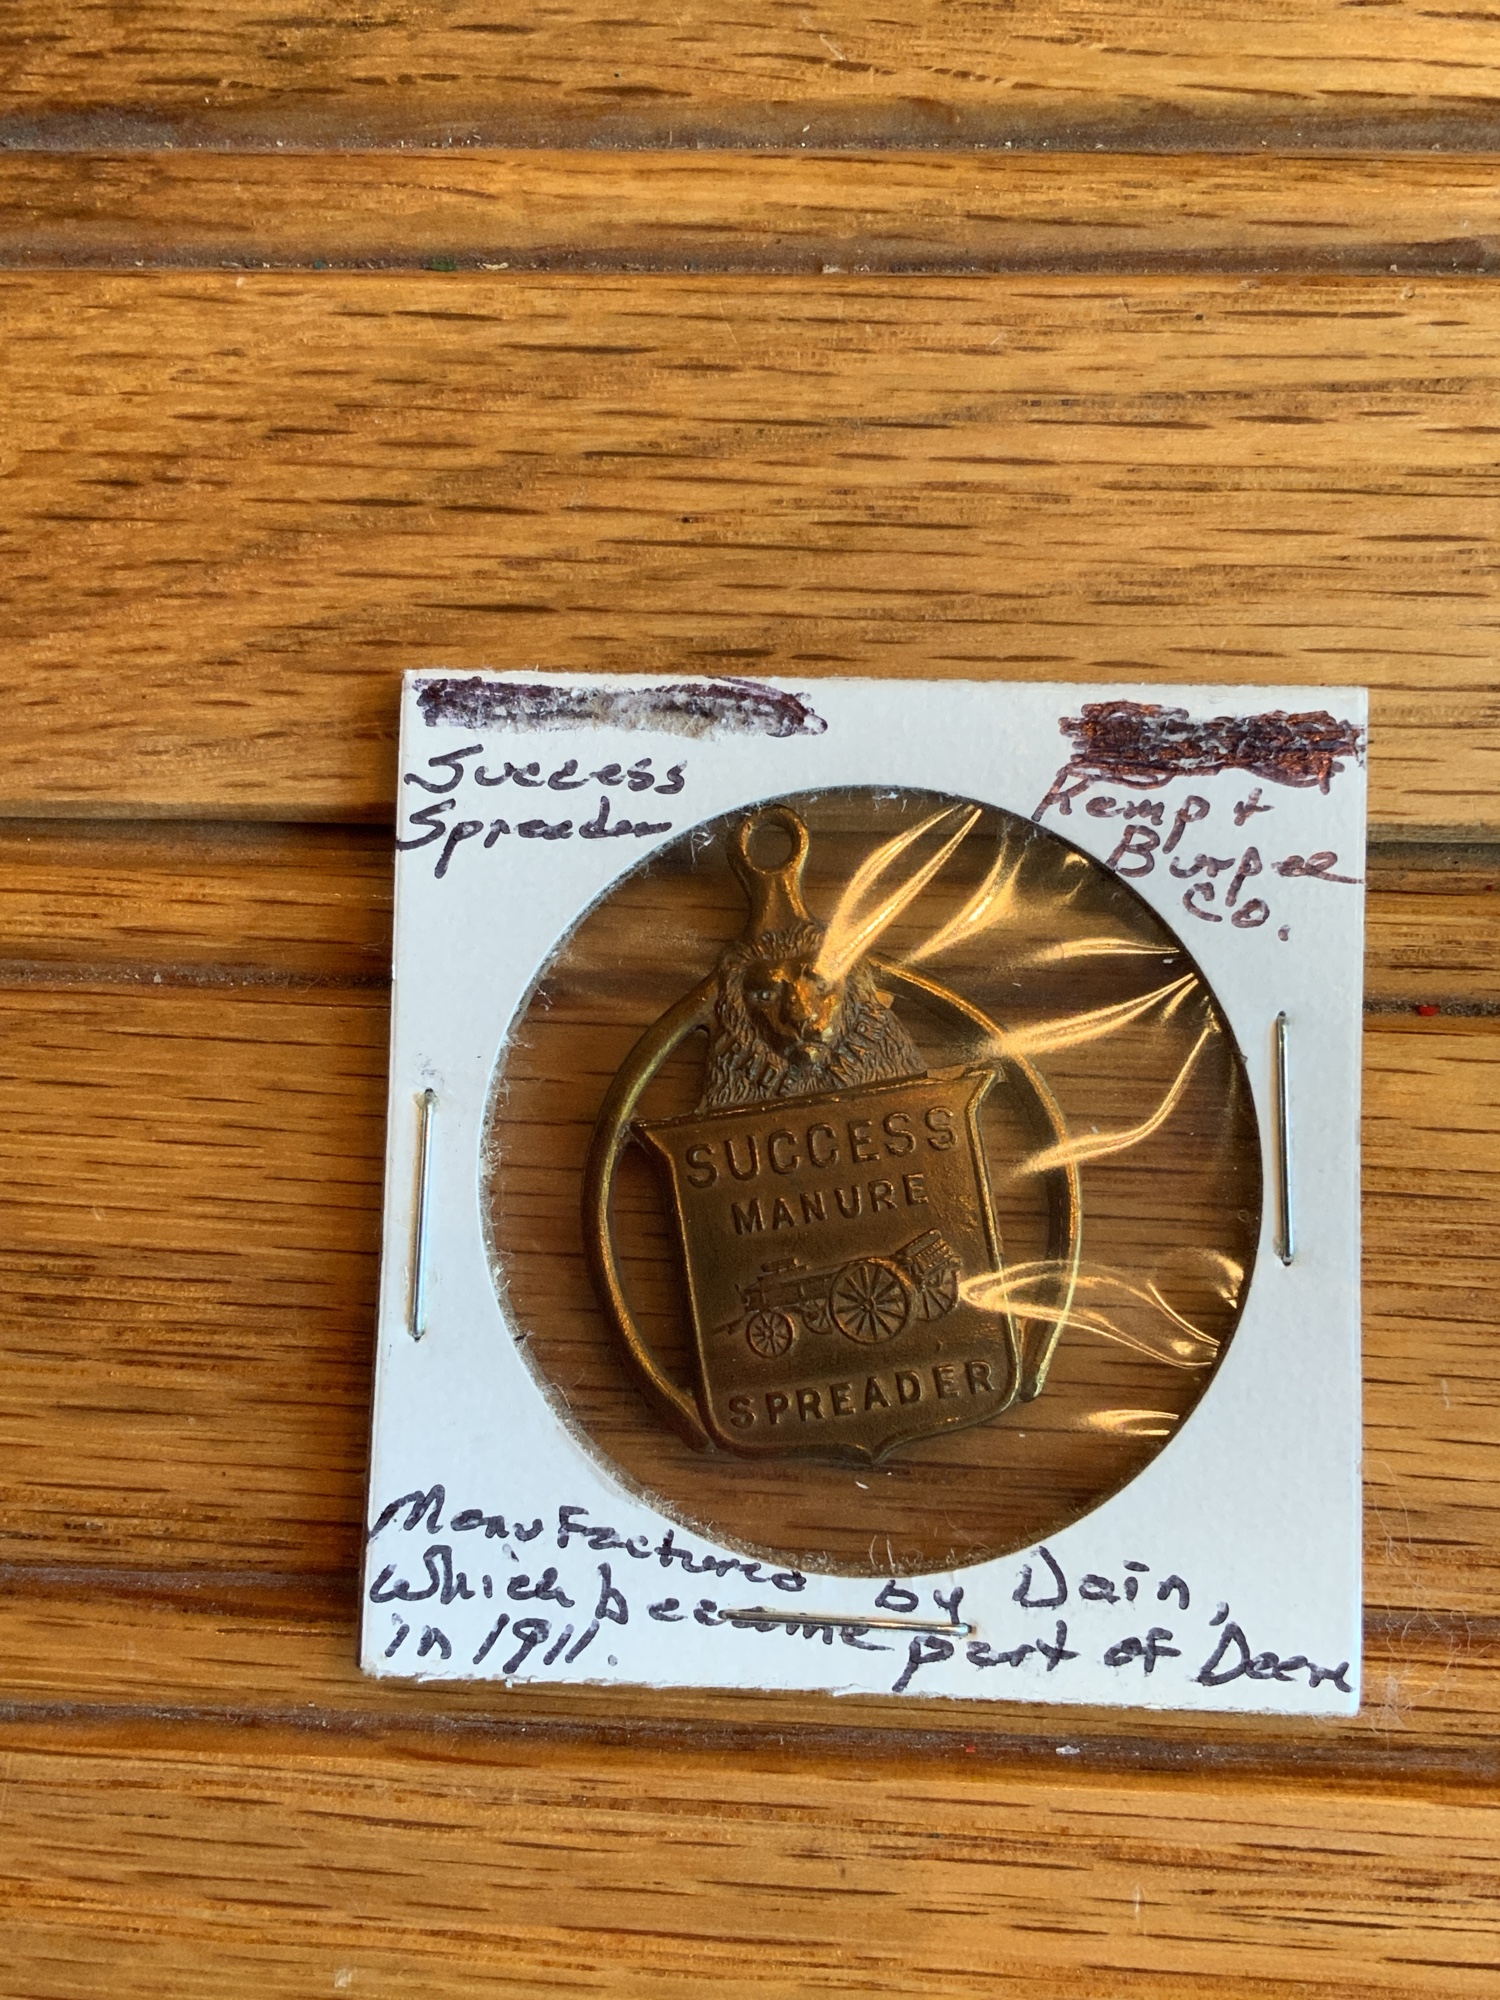 Success
Spreader
Kemp +
Burpee
Co.
TRADE MARK
SUCCESS
MANURE
SPREADER
Manufactured by Dain,
Which became part of Deere
in 1911.